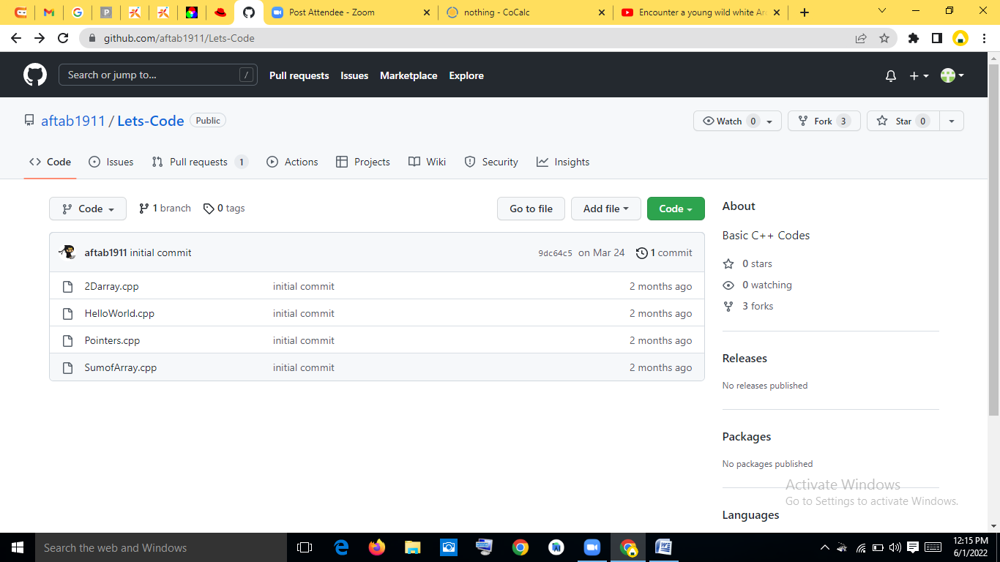 Post Attendee - Zoom
nothing - CoCalc
Encounter a young wild white Ar
github.com/aftab1911/Lets-Code
Search or jump to...
/
Pull requests
Issues
Marketplace
Explore
aftab1911 / Lets-Code
Public
Watch 0
Fork 3
Star 0
Code
Issues
Pull requests 1
Actions
Projects
Wiki
Security
Insights
Code
1 branch
0 tags
Go to file
Add file
Code
aftab1911 initial commit
9dc64c5 on Mar 24
1 commit
2Darray.cpp initial commit 2 months ago
HelloWorld.cpp initial commit 2 months ago
Pointers.cpp initial commit 2 months ago
SumofArray.cpp initial commit 2 months ago
About
Basic C++ Codes
0 stars
0 watching
3 forks
Releases
No releases published
Packages
No packages published
Languages
Activate Windows
Go to Settings to activate Windows.
Search the web and Windows
12:15 PM
6/1/2022